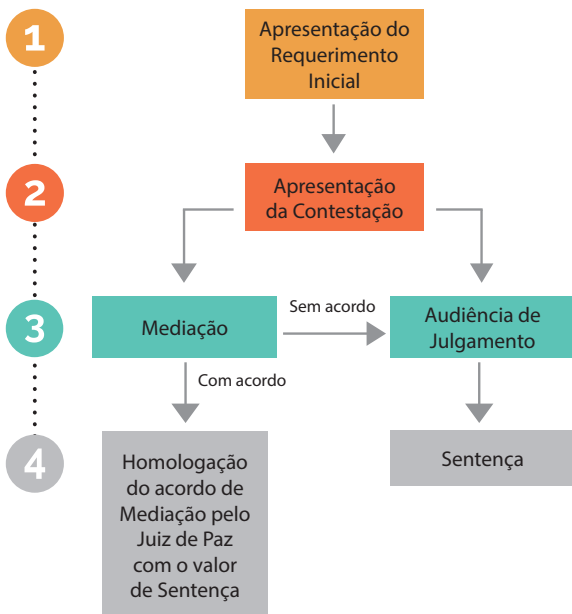 1
Apresentação do
Requerimento
Inicial
2
Apresentação
da Contestação
3
Mediação
Sem acordo
Audiência de
Julgamento
Com acordo
4
Homologação
do acordo de
Mediação pelo
Juiz de Paz
com o valor
de Sentença
Sentença